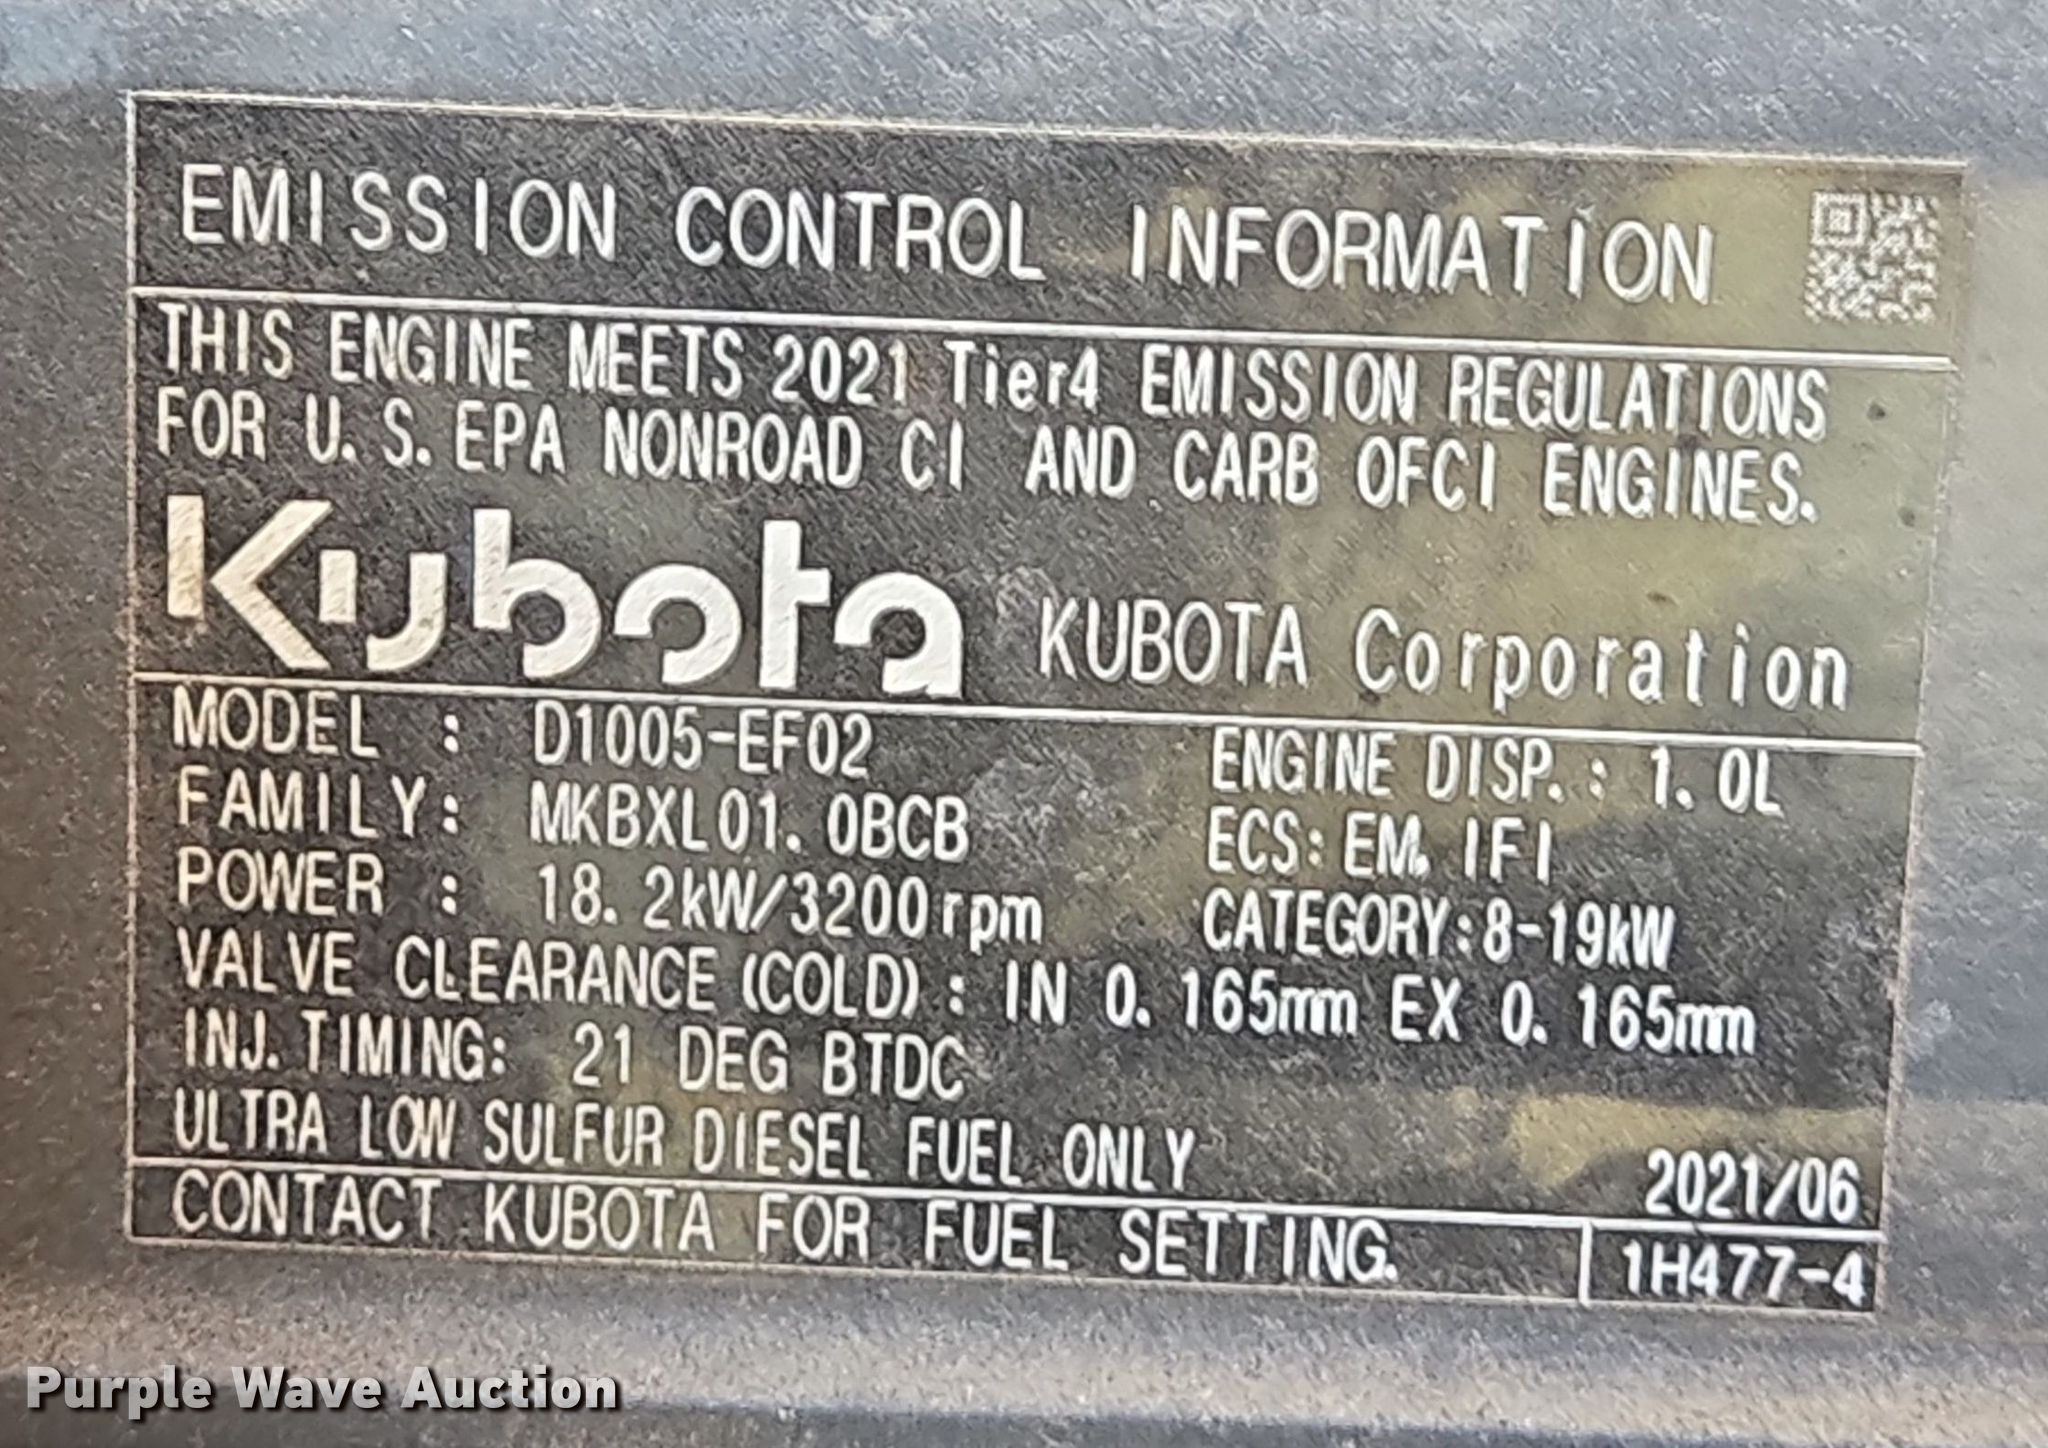 EMISSION CONTROL INFORMATION
THIS ENGINE MEETS 2021 Tier4 EMISSION REGULATIONS
FOR U.S.EPA NONROAD CI AND CARB OFCI ENGINES.
Kubota KUBOTA Corporation
MODEL : D1005-EF02 ENGINE DISP.: 1.0L
FAMILY: MKBXL01.0BCB ECS: EM, IFI
POWER : 18.2kW/3200rpm CATEGORY:8-19kW
VALVE CLEARANCE (COLD) : IN 0.165mm EX 0.165mm
INJ. TIMING: 21 DEG BTDC
ULTRA LOW SULFUR DIESEL FUEL ONLY 2021/06
CONTACT KUBOTA FOR FUEL SETTING. 1H477-4
Purple Wave Auction